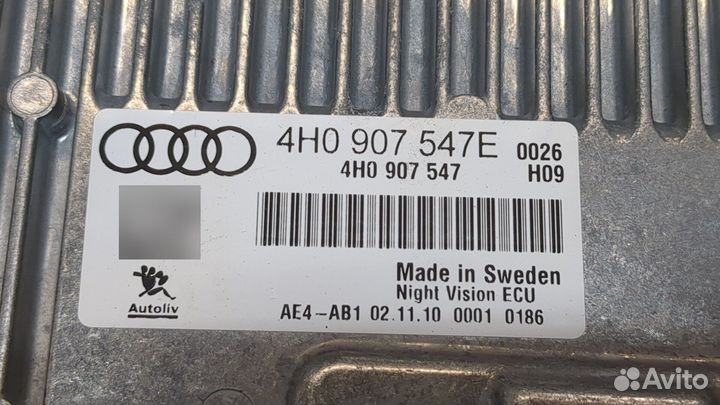 4H0 907 547E 0026
4H0 907 547 H09
Made in Sweden
Night Vision ECU
Autoliv
AE4-AB1 02.11.10 0001 0186
Avito